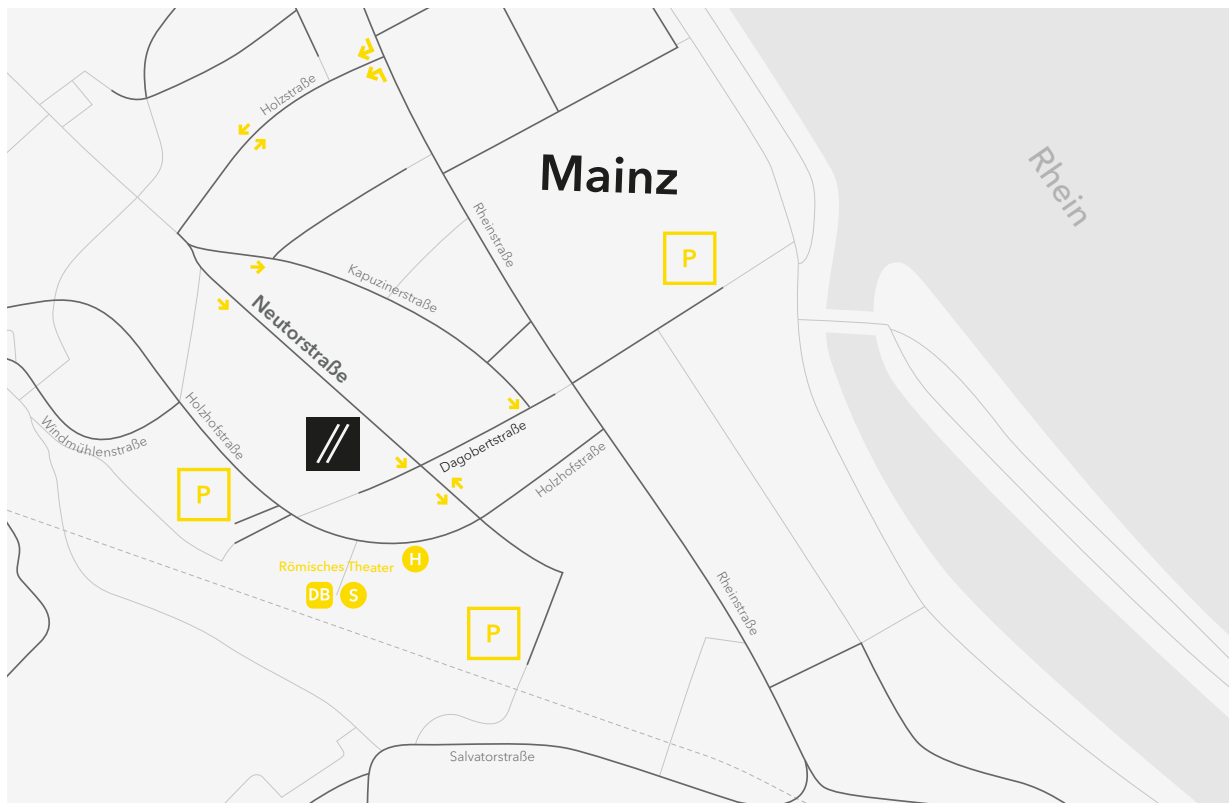 Holzstraße
Mainz
Rhein
Rheinstraße
P
Kapuzinerstraße
Neutorstraße
Holzhofstraße
Windmühlenstraße
Dagobertstraße
Holzhofstraße
P
Römisches Theater
H
DB
S
Rheinstraße
P
Salvatorstraße